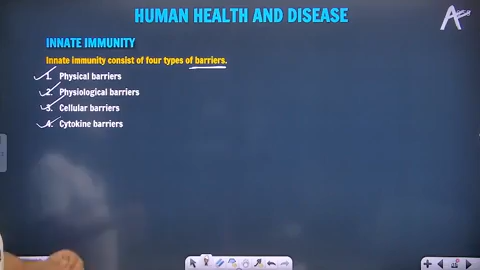 HUMAN HEALTH AND DISEASE
INNATE IMMUNITY
Innate immunity consist of four types of barriers.
1. Physical barriers
2. Physiological barriers
3. Cellular barriers
4. Cytokine barriers